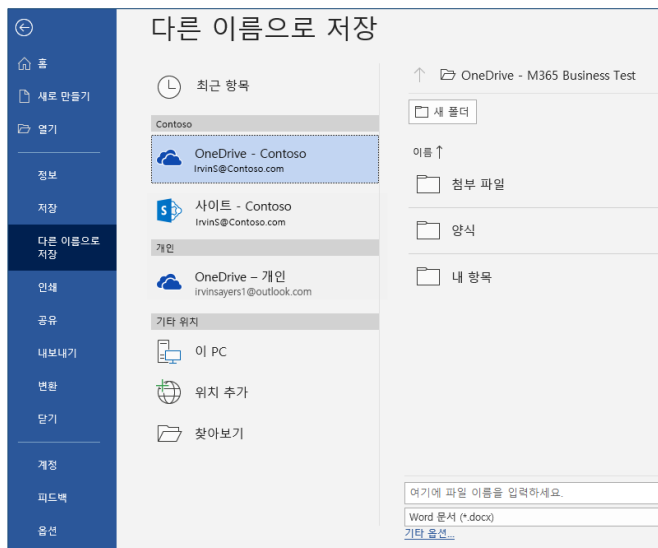 다른 이름으로 저장
홈
새로 만들기
열기
정보
저장
다른 이름으로
저장
인쇄
공유
내보내기
변환
닫기
계정
피드백
옵션
최근 항목
Contoso
OneDrive - Contoso
IrvinS@Contoso.com
사이트 - Contoso
IrvinS@Contoso.com
개인
OneDrive – 개인
irvinsayers1@outlook.com
기타 위치
이 PC
위치 추가
찾아보기
OneDrive - M365 Business Test
새 폴더
이름 ↑
첨부 파일
양식
내 항목
여기에 파일 이름을 입력하세요.
Word 문서 (*.docx)
기타 옵션...